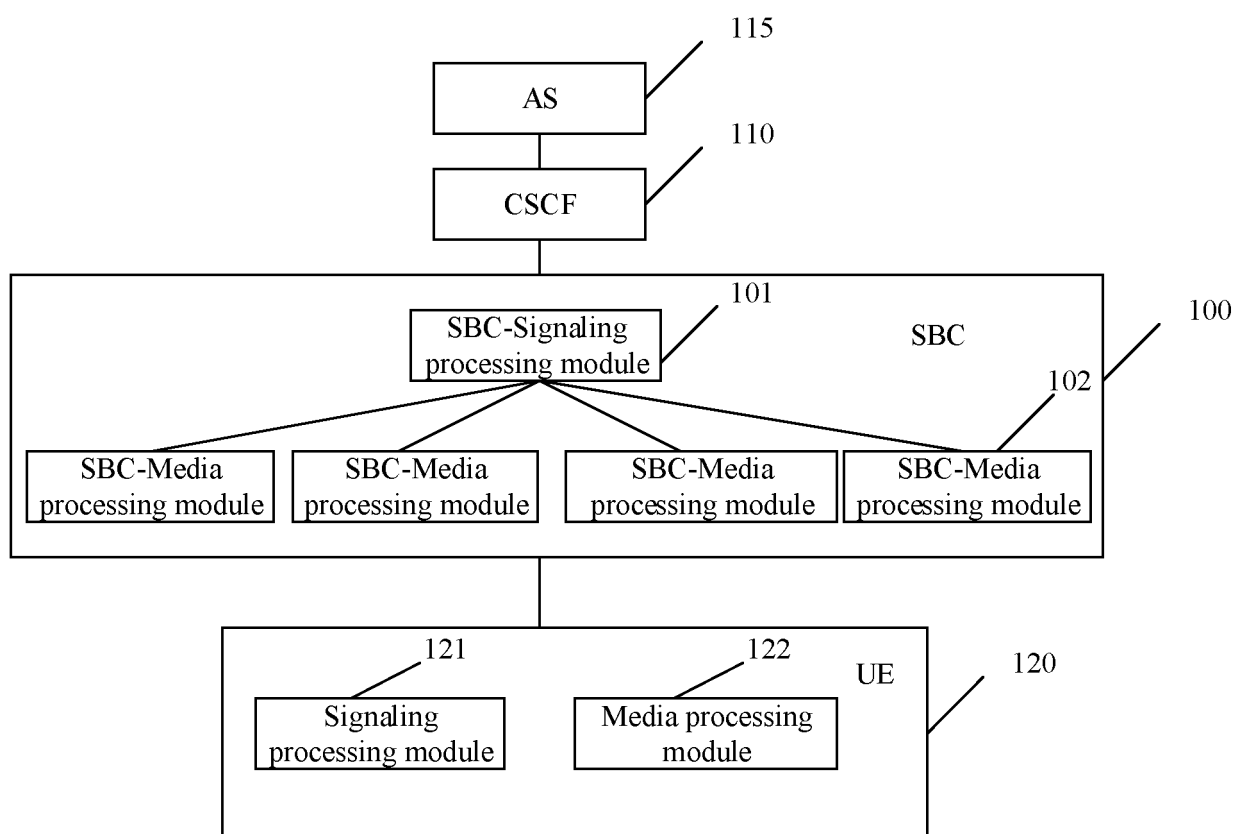 115
AS
110
CSCF
101
SBC-Signaling
processing module
SBC
100
102
SBC-Media
processing module
SBC-Media
processing module
SBC-Media
processing module
SBC-Media
processing module
121
122
UE
120
Signaling
processing module
Media processing
module